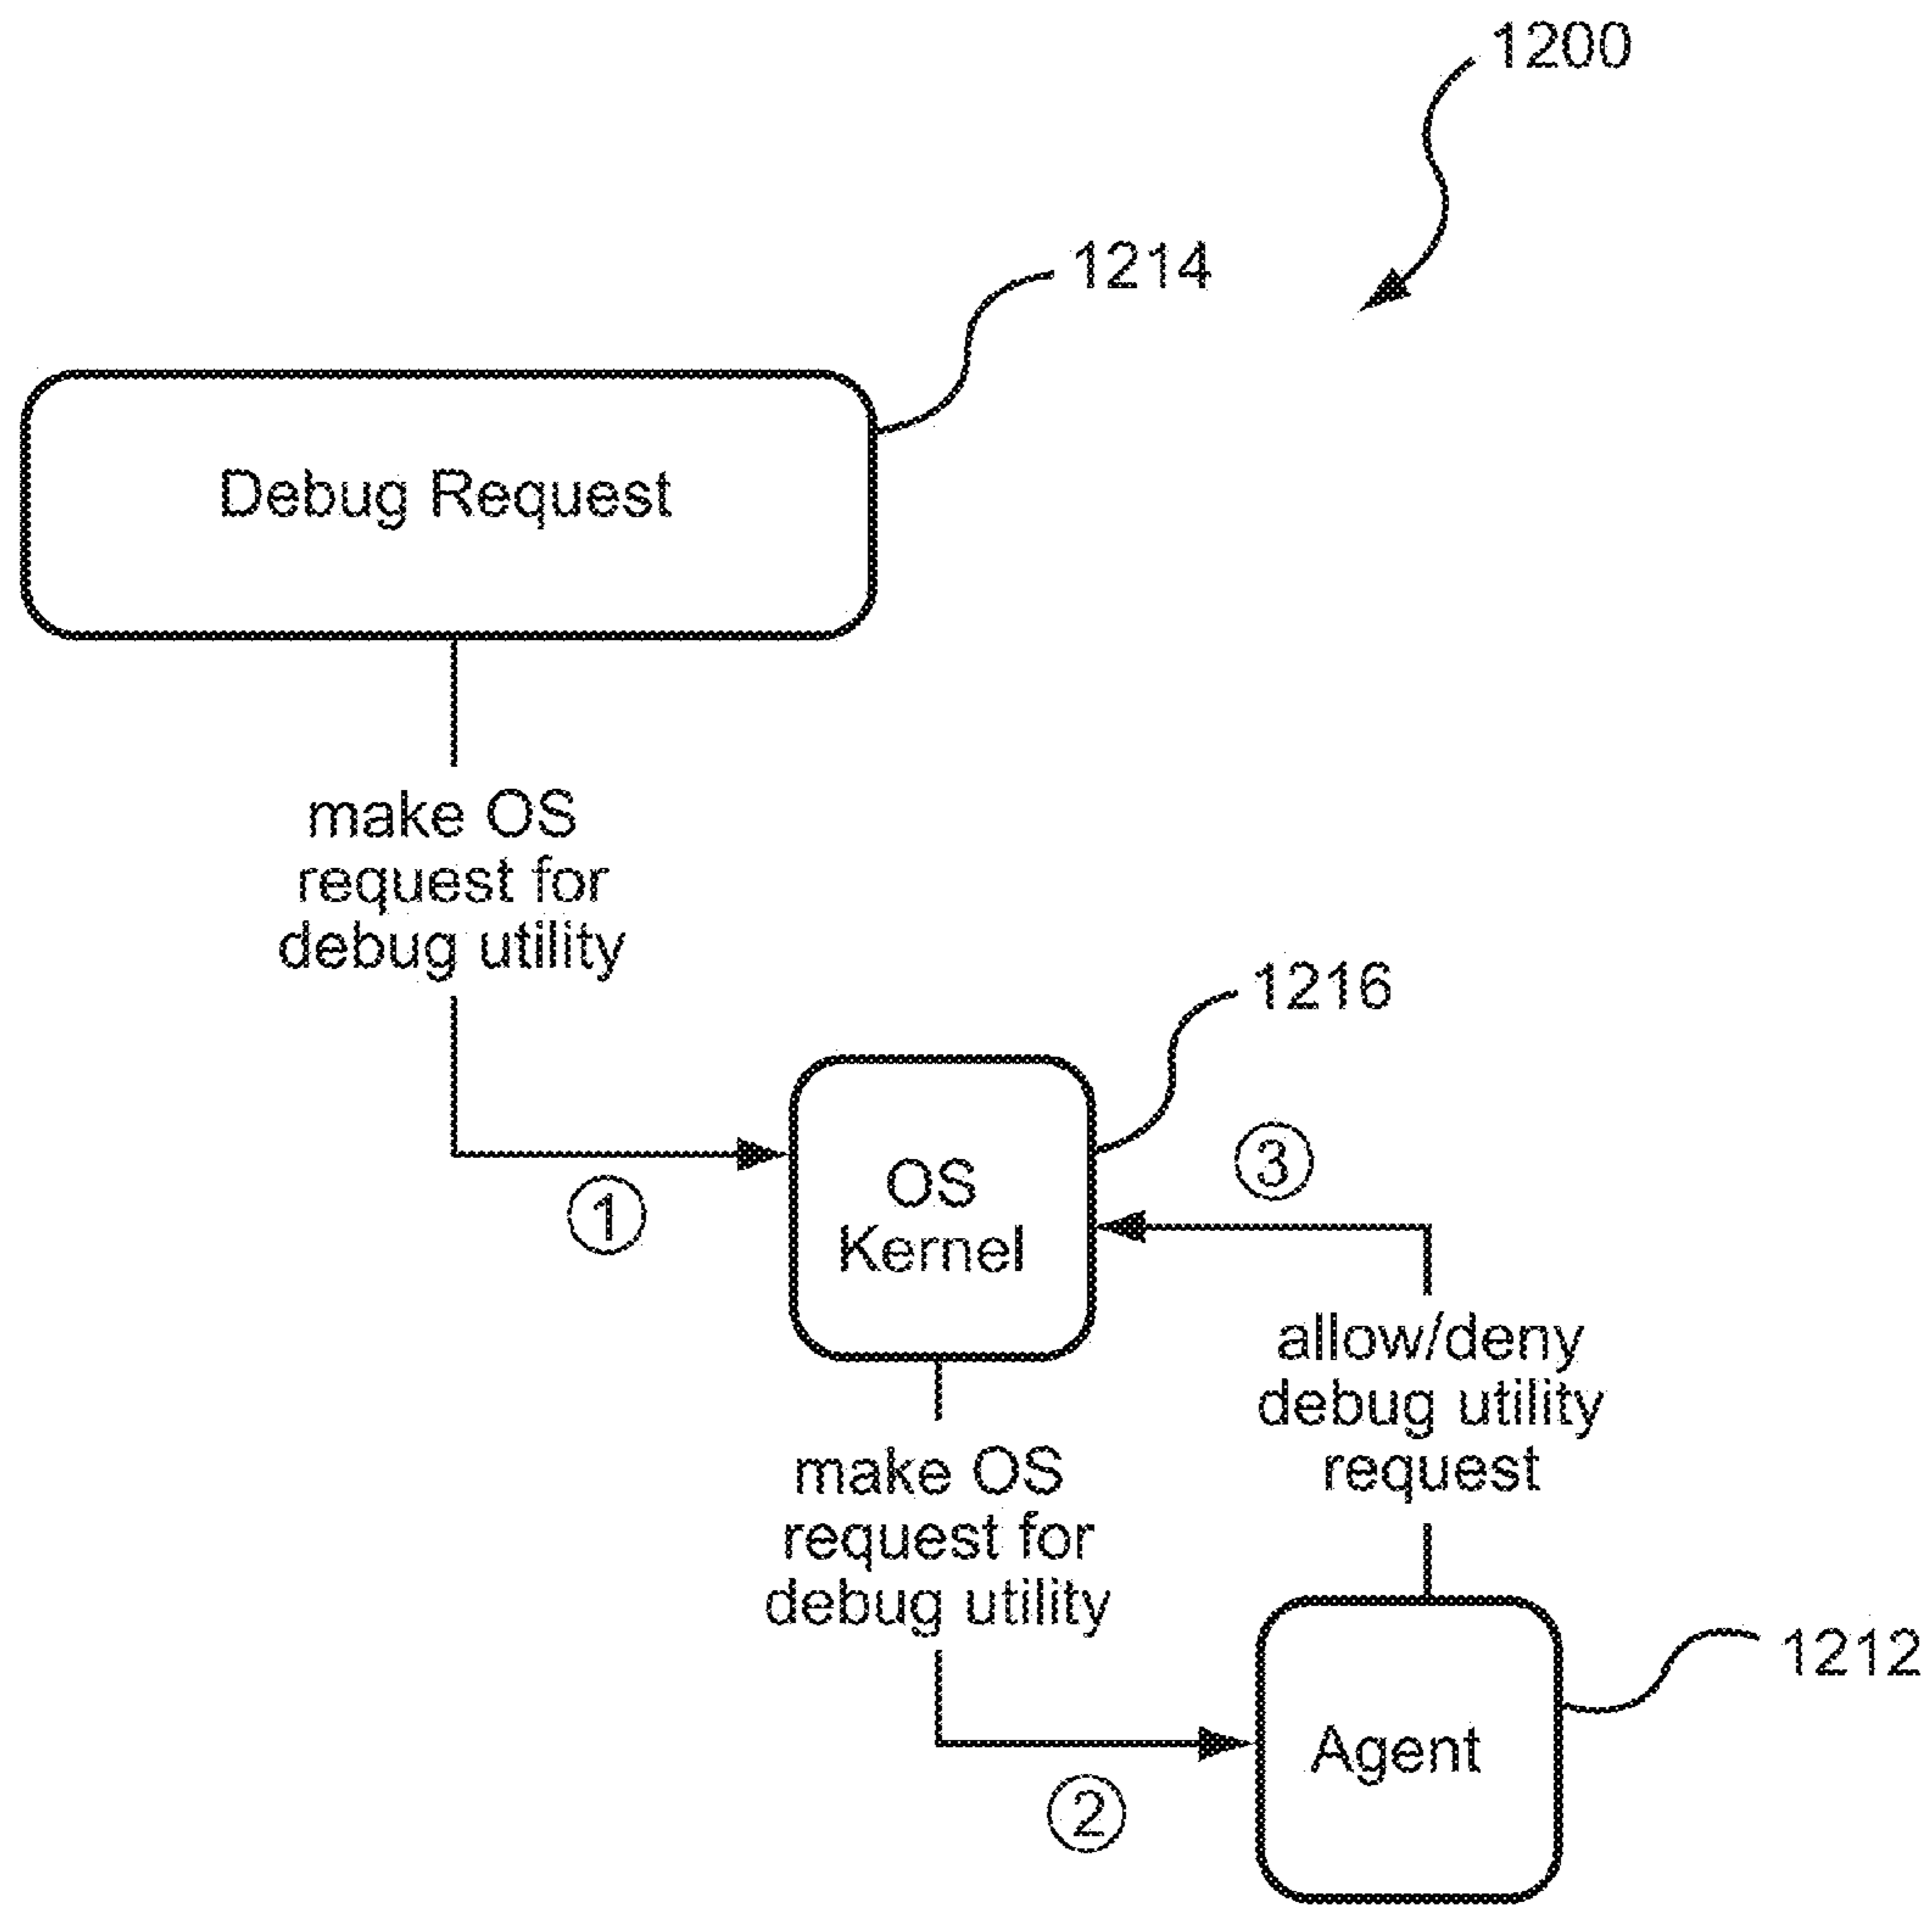 1200
1214
Debug Request
make OS
request for
debug utility
1216
OS
Kernel
1
3
allow/deny
debug utility
request
make OS
request for
debug utility
1212
Agent
2